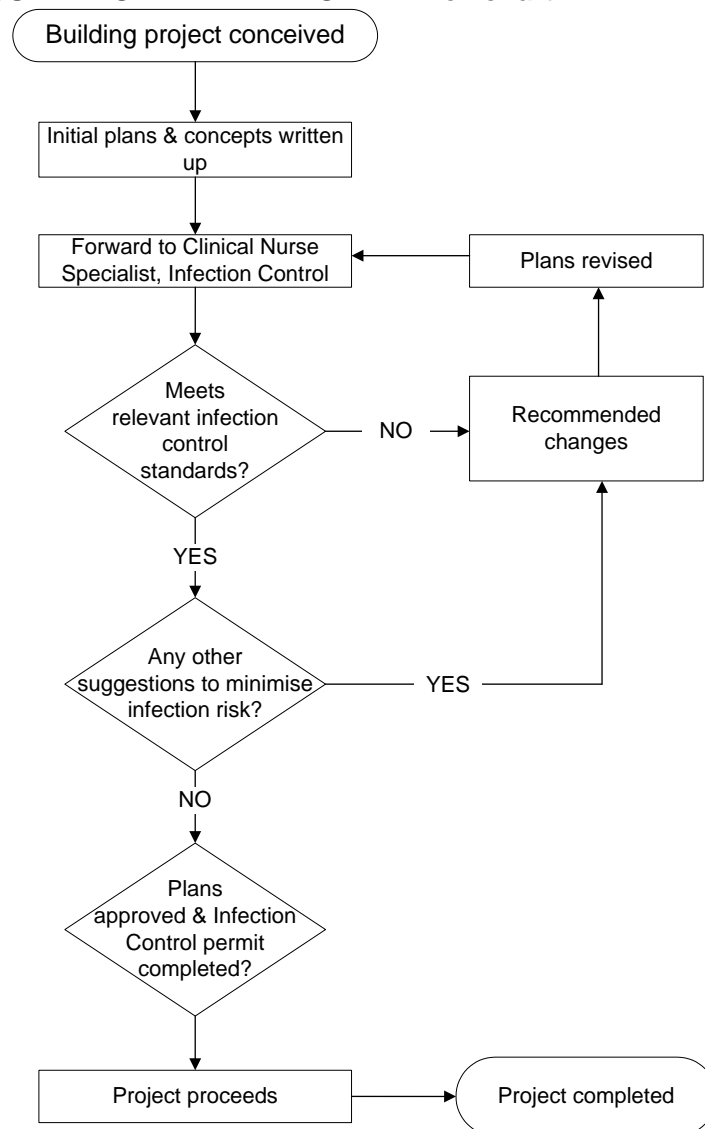 Building project conceived
Initial plans & concepts written
up
Forward to Clinical Nurse
Specialist, Infection Control
Plans revised
Meets
relevant infection
control
standards?
NO
Recommended
changes
YES
Any other
suggestions to minimise
infection risk?
YES
NO
Plans
approved & Infection
Control permit
completed?
Project proceeds
Project completed